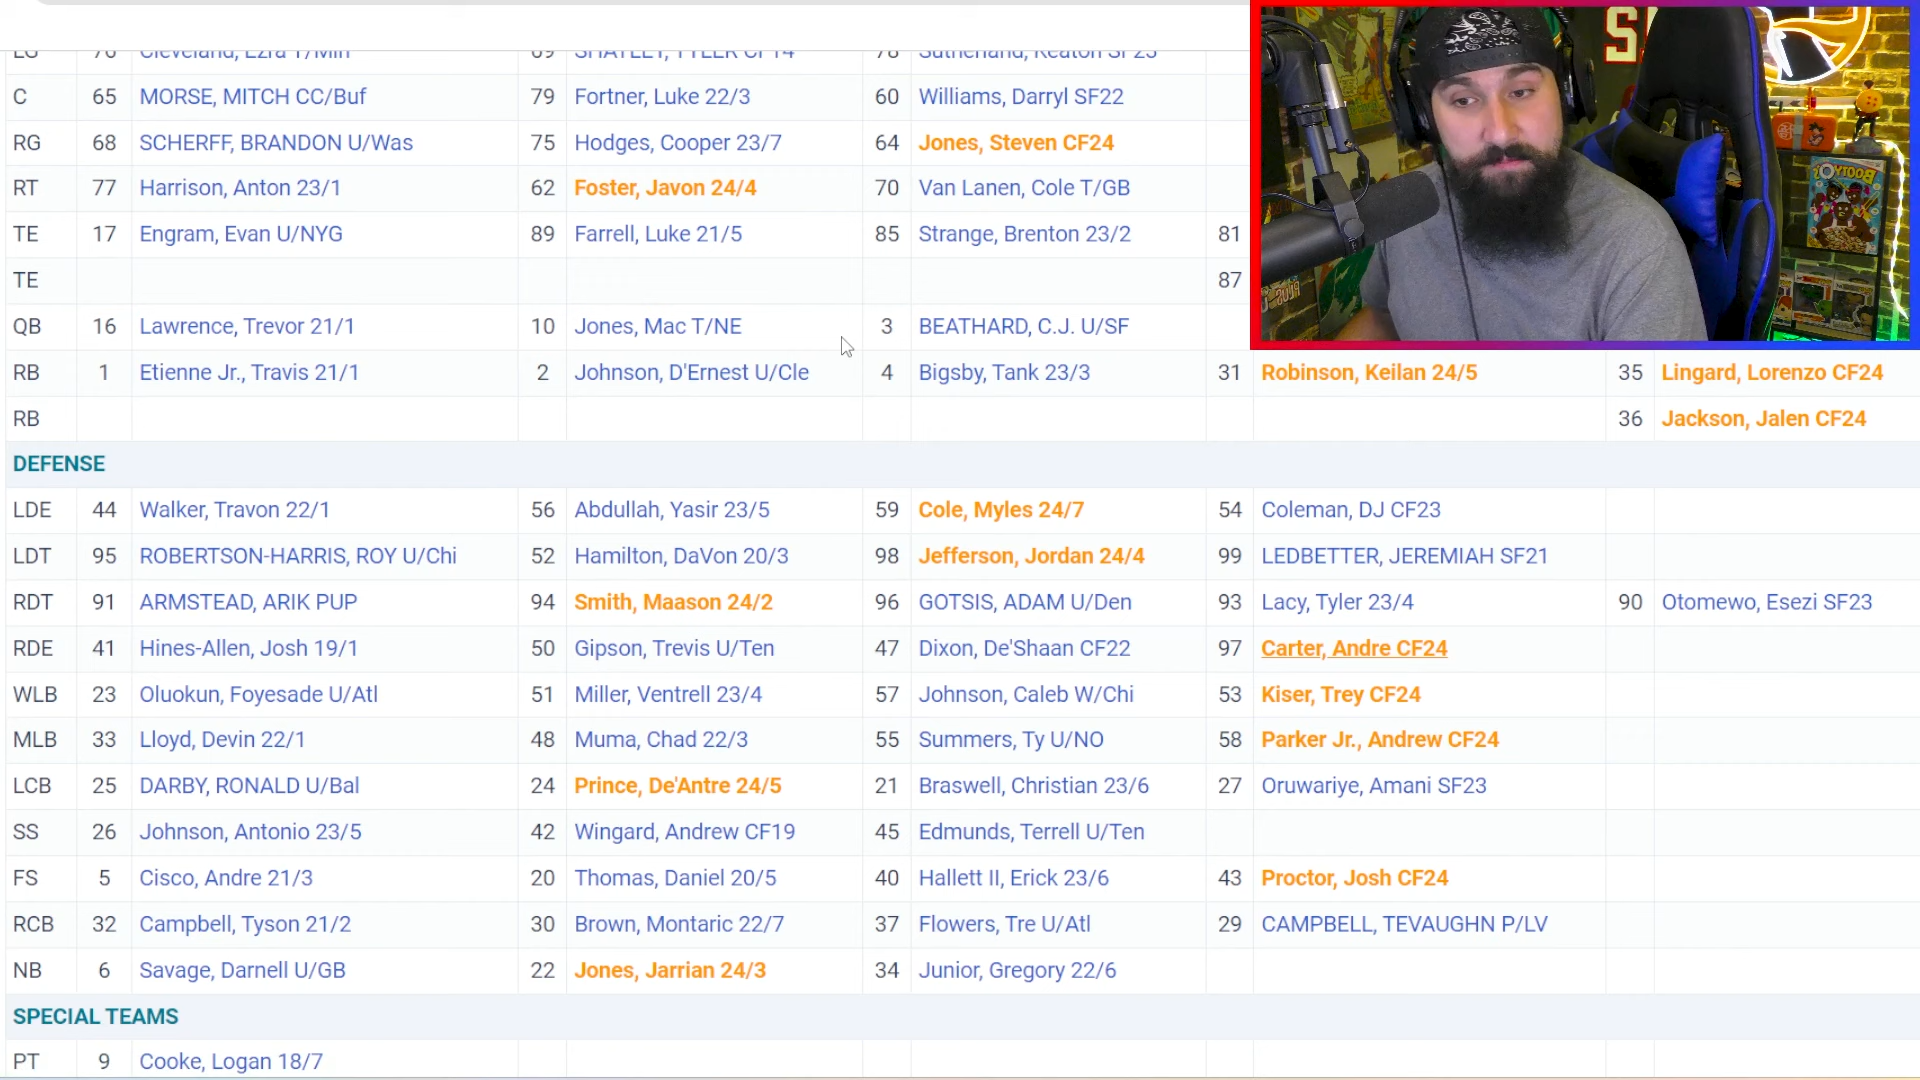 LG 76 Cleveland, Ezra T/Min 69 SHATLEY, TYLER CF14 78 Sutherland, Keaton SF23
C 65 MORSE, MITCH CC/Buf 79 Fortner, Luke 22/3 60 Williams, Darryl SF22
RG 68 SCHERFF, BRANDON U/Was 75 Hodges, Cooper 23/7 64 Jones, Steven CF24
RT 77 Harrison, Anton 23/1 62 Foster, Javon 24/4 70 Van Lanen, Cole T/GB
TE 17 Engram, Evan U/NYG 89 Farrell, Luke 21/5 85 Strange, Brenton 23/2 81
TE 87
QB 16 Lawrence, Trevor 21/1 10 Jones, Mac T/NE 3 BEATHARD, C.J. U/SF
RB 1 Etienne Jr., Travis 21/1 2 Johnson, D'Ernest U/Cle 4 Bigsby, Tank 23/3 31 Robinson, Keilan 24/5 35 Lingard, Lorenzo CF24
RB 36 Jackson, Jalen CF24
DEFENSE
LDE 44 Walker, Travon 22/1 56 Abdullah, Yasir 23/5 59 Cole, Myles 24/7 54 Coleman, DJ CF23
LDT 95 ROBERTSON-HARRIS, ROY U/Chi 52 Hamilton, DaVon 20/3 98 Jefferson, Jordan 24/4 99 LEDBETTER, JEREMIAH SF21
RDT 91 ARMSTEAD, ARIK PUP 94 Smith, Maason 24/2 96 GOTSIS, ADAM U/Den 93 Lacy, Tyler 23/4 90 Otomewo, Esezi SF23
RDE 41 Hines-Allen, Josh 19/1 50 Gipson, Trevis U/Ten 47 Dixon, De'Shaan CF22 97 Carter, Andre CF24
WLB 23 Oluokun, Foyesade U/Atl 51 Miller, Ventrell 23/4 57 Johnson, Caleb W/Chi 53 Kiser, Trey CF24
MLB 33 Lloyd, Devin 22/1 48 Muma, Chad 22/3 55 Summers, Ty U/NO 58 Parker Jr., Andrew CF24
LCB 25 DARBY, RONALD U/Bal 24 Prince, De'Antre 24/5 21 Braswell, Christian 23/6 27 Oruwariye, Amani SF23
SS 26 Johnson, Antonio 23/5 42 Wingard, Andrew CF19 45 Edmunds, Terrell U/Ten
FS 5 Cisco, Andre 21/3 20 Thomas, Daniel 20/5 40 Hallett II, Erick 23/6 43 Proctor, Josh CF24
RCB 32 Campbell, Tyson 21/2 30 Brown, Montaric 22/7 37 Flowers, Tre U/Atl 29 CAMPBELL, TEVAUGHN P/LV
NB 6 Savage, Darnell U/GB 22 Jones, Jarrian 24/3 34 Junior, Gregory 22/6
SPECIAL TEAMS
PT 9 Cooke, Logan 18/7